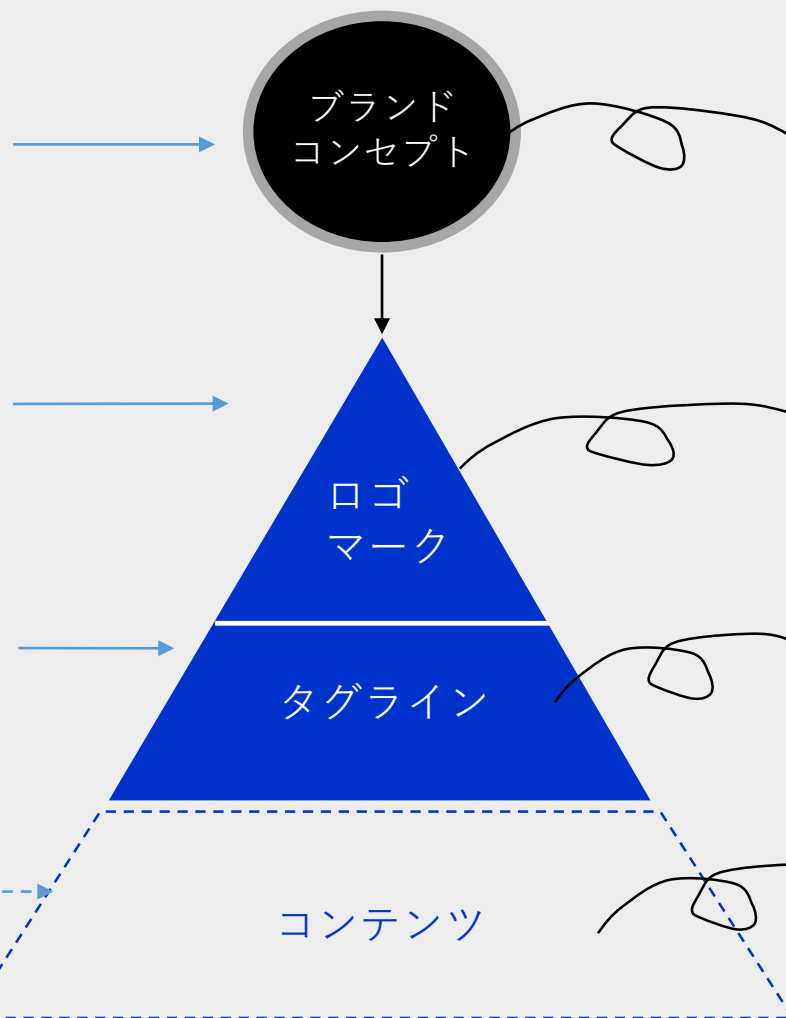 ブランド
コンセプト
ロゴ
マーク
タグライン
コンテンツ